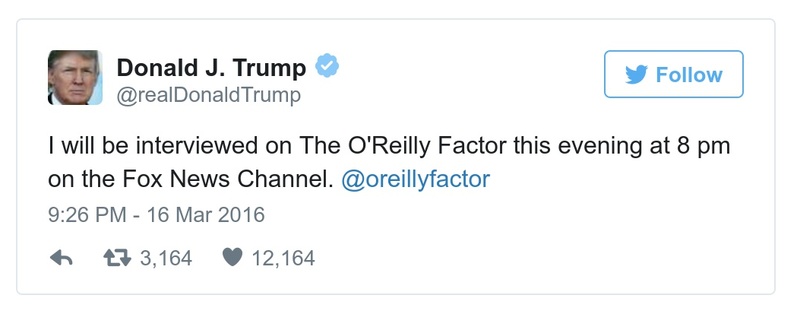 Donald J. Trump
@realDonaldTrump
Follow
I will be interviewed on The O'Reilly Factor this evening at 8 pm
on the Fox News Channel. @oreillyfactor
9:26 PM - 16 Mar 2016
3,164 12,164